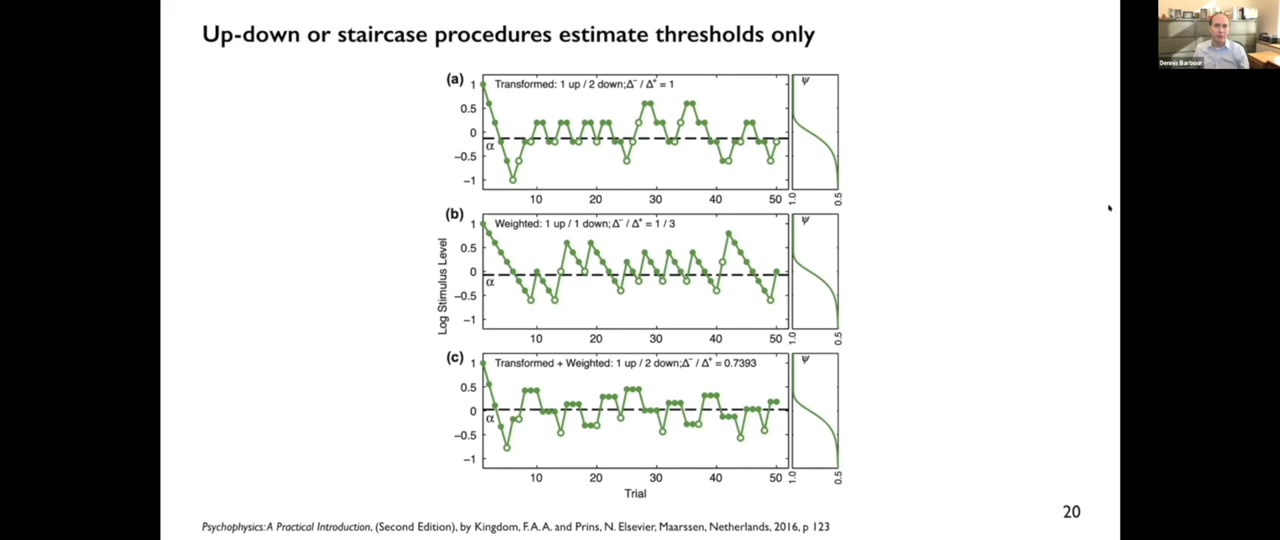 Up-down or staircase procedures estimate thresholds only
Dennis Barbour
(a)
Transformed: 1 up / 2 down; Δ⁻ / Δ⁺ = 1
ψ
1
0.5
0
α
−0.5
−1
10 20 30 40 50 1.0 0.5
(b)
Weighted: 1 up / 1 down; Δ⁻ / Δ⁺ = 1 / 3
ψ
1
0.5
0
α
−0.5
−1
10 20 30 40 50 1.0 0.5
Log Stimulus Level
(c)
Transformed + Weighted: 1 up / 2 down; Δ⁻ / Δ⁺ = 0.7393
ψ
1
0.5
0
α
−0.5
−1
10 20 30 40 50 1.0 0.5
Trial
20
Psychophysics: A Practical Introduction, (Second Edition), by Kingdom, F.A.A. and Prins, N. Elsevier, Maarssen, Netherlands, 2016, p 123